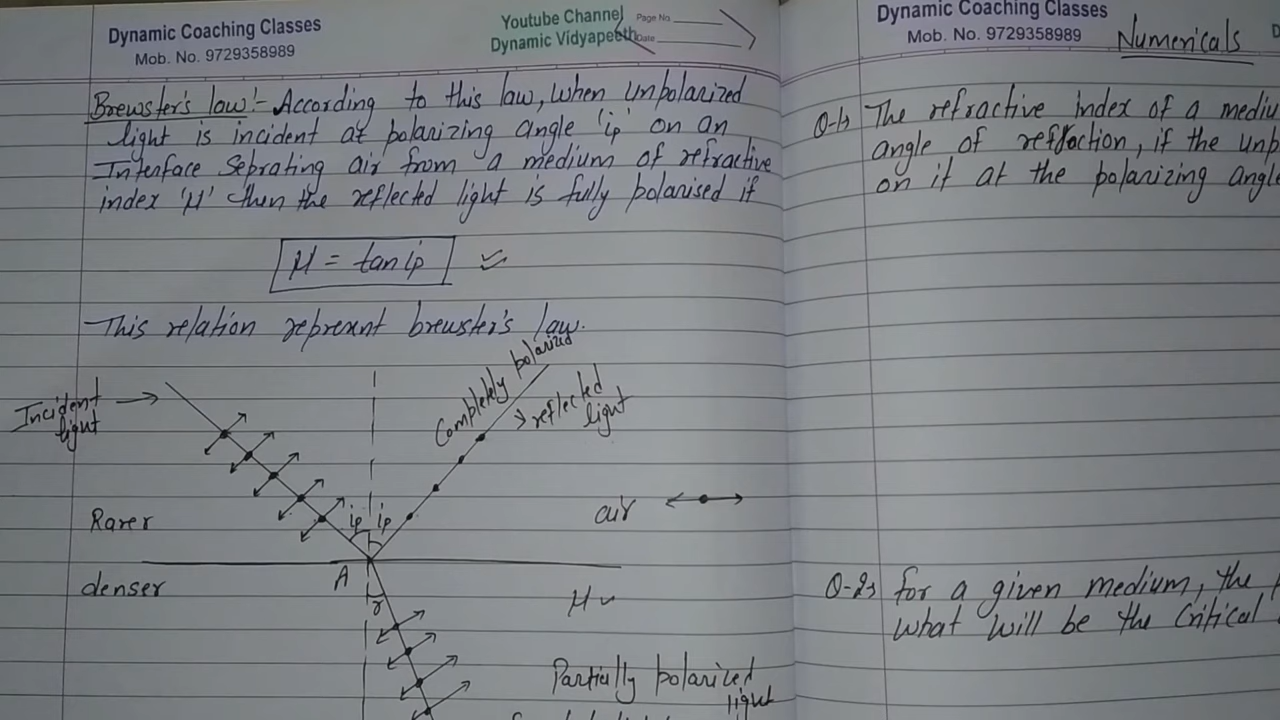 Dynamic Coaching Classes
Mob. No. 9729358989
Youtube Channel
Dynamic Vidyapeeth
Page No.
Date
Brewster's law:- According to this law, when unpolarized
light is incident at polarizing angle 'ip' on an
Interface Seprating air from a medium of refractive
index 'μ' then the reflected light is fully polarised if
μ = tan ip
This relation reprexnt brewster's law.
Incident
light
Completely polarized
reflected
light
ip ip
Rarer
air
A
denser
r
μ
Partially polarized
light
Dynamic Coaching Classes
Mob. No. 9729358989
Numericals
Q-1) The refractive index of a mediu
angle of refraction, if the unp
on it at the polarizing angle
Q-2) for a given medium, the
what will be the Critical